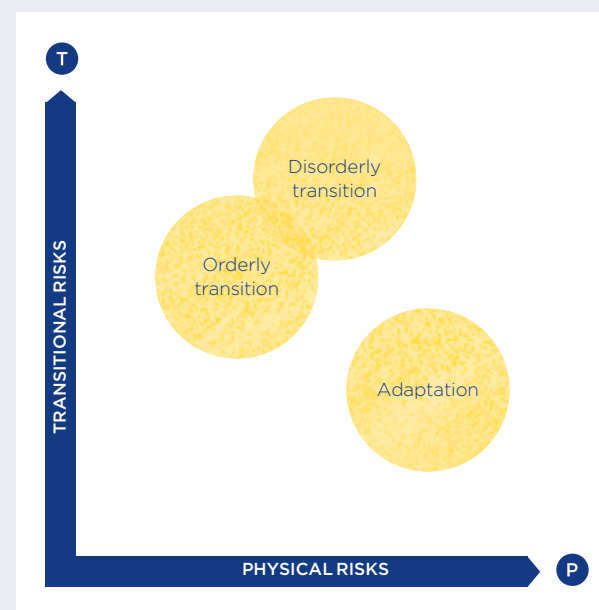 T
Disorderly
transition
Orderly
transition
TRANSITIONAL RISKS
Adaptation
PHYSICAL RISKS
P